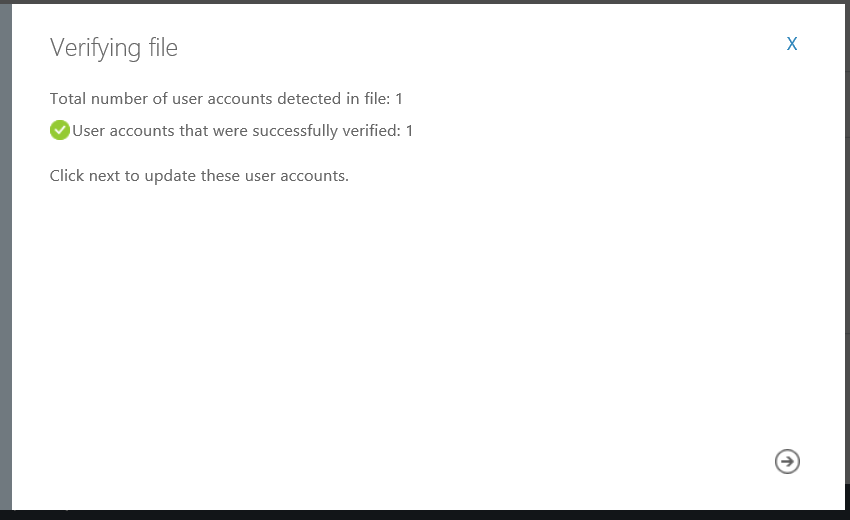 Verifying file
X
Total number of user accounts detected in file: 1
User accounts that were successfully verified: 1
Click next to update these user accounts.